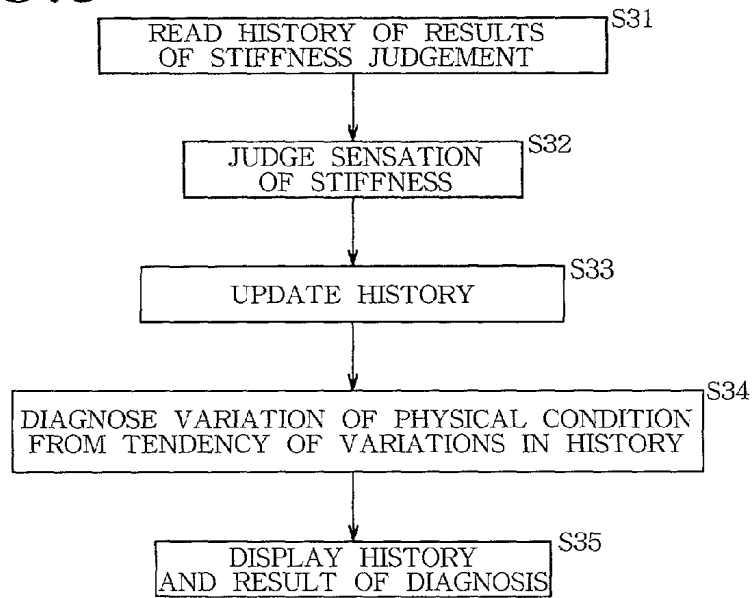 S31
READ HISTORY OF RESULTS
OF STIFFNESS JUDGEMENT
S32
JUDGE SENSATION
OF STIFFNESS
S33
UPDATE HISTORY
S34
DIAGNOSE VARIATION OF PHYSICAL CONDITION
FROM TENDENCY OF VARIATIONS IN HISTORY
S35
DISPLAY HISTORY
AND RESULT OF DIAGNOSIS